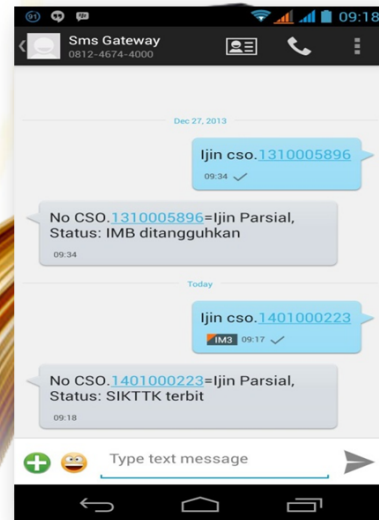 91
09:18
Sms Gateway
0812-4674-4000
Dec 27, 2013
Ijin cso.1310005896
09:34
No CSO.1310005896=Ijin Parsial,
Status: IMB ditangguhkan
09:34
Today
Ijin cso.1401000223
IM3 09:17
No CSO.1401000223=Ijin Parsial,
Status: SIKTTK terbit
09:18
Type text message